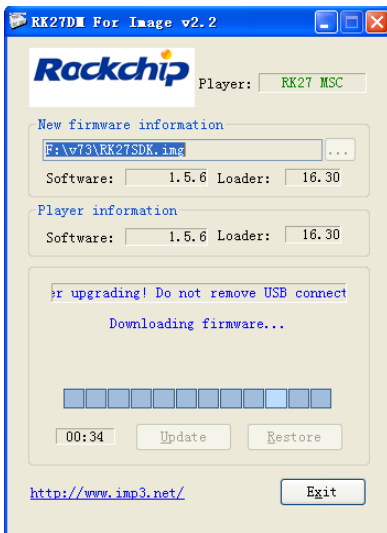 RK27DM For Image v2.2
Rockchip
Player: RK27 MSC
New firmware information
F:\v73\RK27SDK.img ...
Software: 1.5.6 Loader: 16.30
Player information
Software: 1.5.6 Loader: 16.30
er upgrading! Do not remove USB connect
Downloading firmware...
00:34 Update Restore
http://www.imp3.net/ Exit